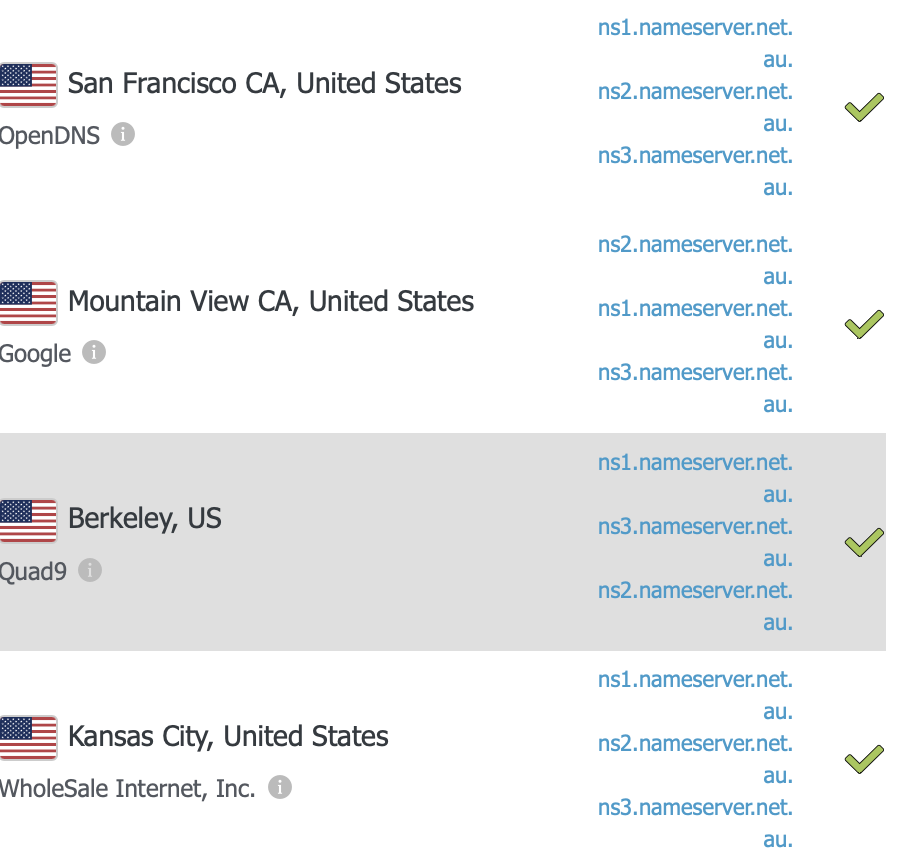 San Francisco CA, United States
OpenDNS
ns1.nameserver.net.
au.
ns2.nameserver.net.
au.
ns3.nameserver.net.
au.
Mountain View CA, United States
Google
ns2.nameserver.net.
au.
ns1.nameserver.net.
au.
ns3.nameserver.net.
au.
Berkeley, US
Quad9
ns1.nameserver.net.
au.
ns3.nameserver.net.
au.
ns2.nameserver.net.
au.
Kansas City, United States
WholeSale Internet, Inc.
ns1.nameserver.net.
au.
ns2.nameserver.net.
au.
ns3.nameserver.net.
au.